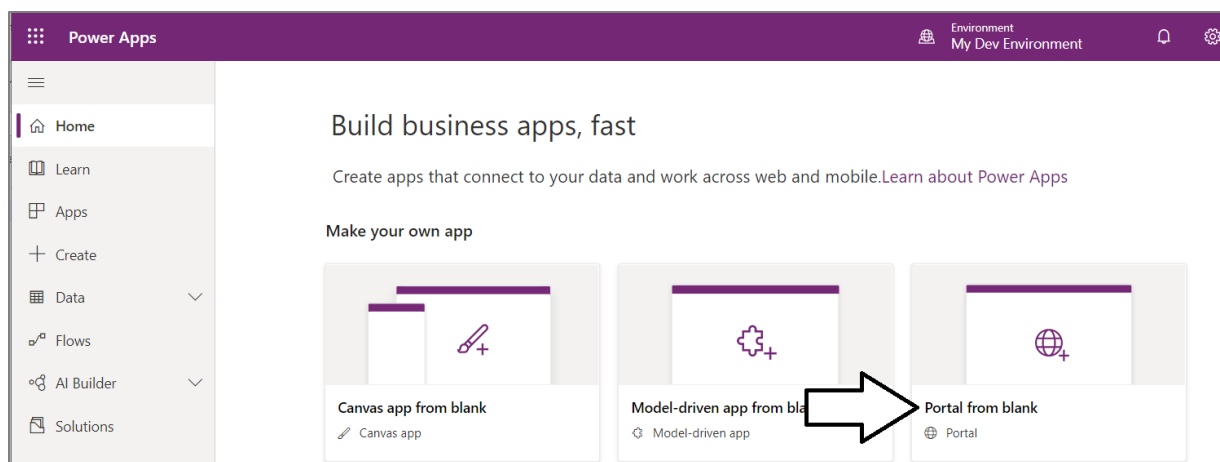 Power Apps
Environment
My Dev Environment
Home
Learn
Apps
Create
Data
Flows
AI Builder
Solutions
Build business apps, fast
Create apps that connect to your data and work across web and mobile.Learn about Power Apps
Make your own app
Canvas app from blank
Canvas app
Model-driven app from
Model-driven app
Portal from blank
Portal